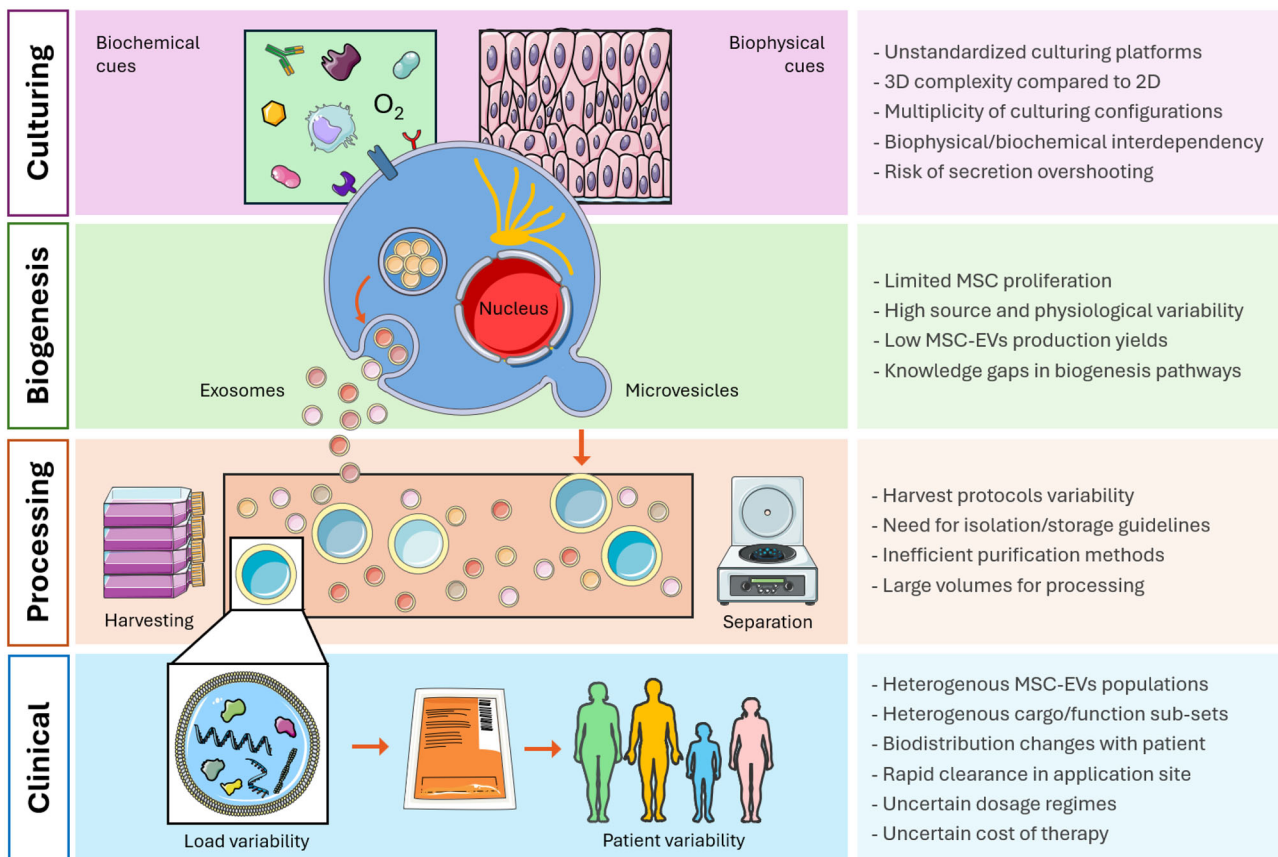 Culturing
Biochemical
cues
O2
Biophysical
cues
- Unstandardized culturing platforms
- 3D complexity compared to 2D
- Multiplicity of culturing configurations
- Biophysical/biochemical interdependency
- Risk of secretion overshooting
Biogenesis
Nucleus
Exosomes
Microvesicles
- Limited MSC proliferation
- High source and physiological variability
- Low MSC-EVs production yields
- Knowledge gaps in biogenesis pathways
Processing
Harvesting
Separation
- Harvest protocols variability
- Need for isolation/storage guidelines
- Inefficient purification methods
- Large volumes for processing
Clinical
Load variability
Patient variability
- Heterogenous MSC-EVs populations
- Heterogenous cargo/function sub-sets
- Biodistribution changes with patient
- Rapid clearance in application site
- Uncertain dosage regimes
- Uncertain cost of therapy